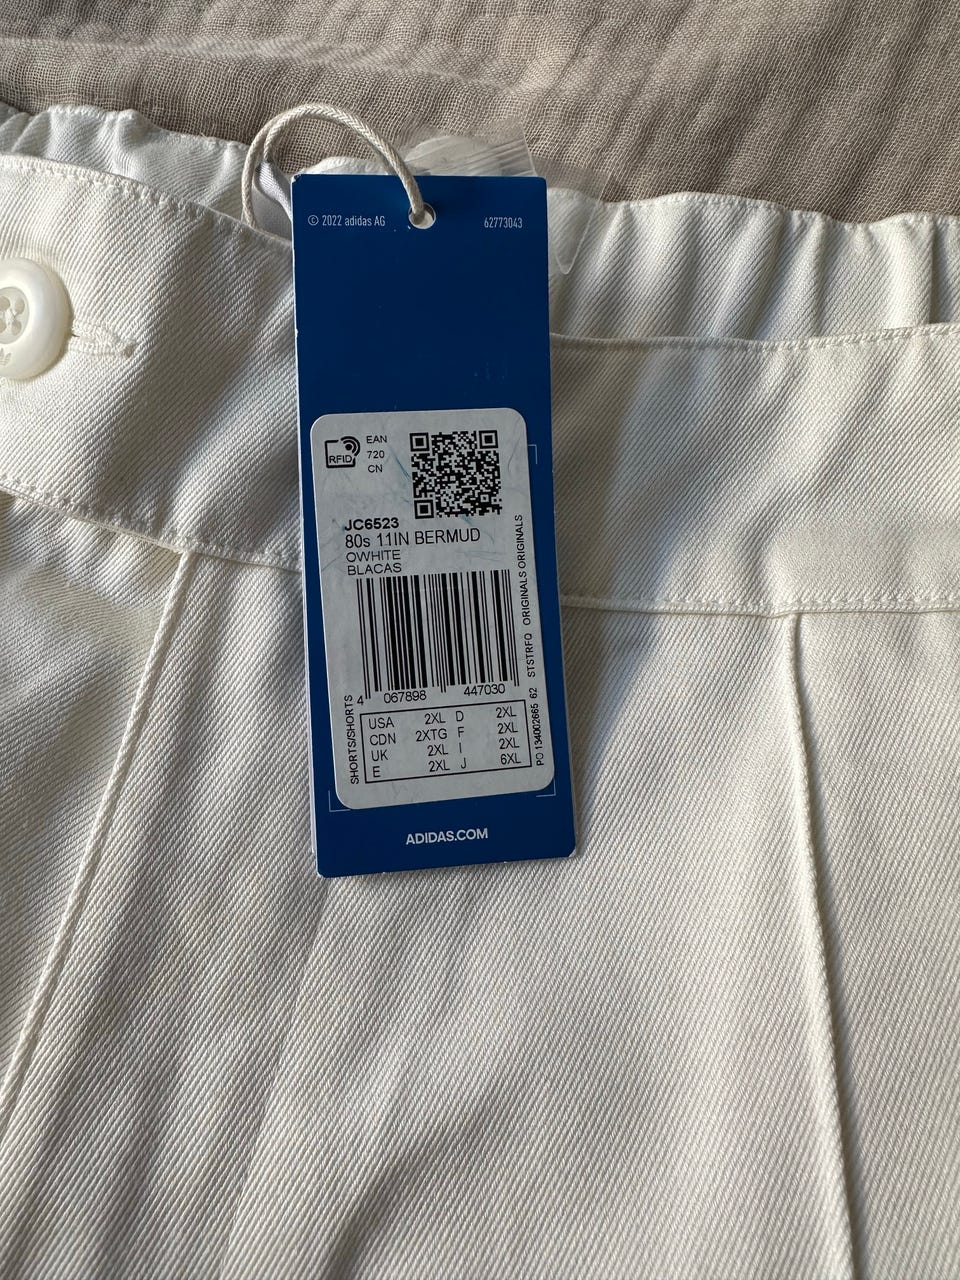 © 2022 adidas AG 62773043
RFID
EAN
720
CN
JC6523
80s 11IN BERMUD
OWHITE
BLACAS
4 067898 447030
USA 2XL D 2XL
CDN 2XTG F 2XL
UK 2XL I 2XL
E 2XL J 6XL
SHORTS/SHORTS
PO 134002665 62 STSTRFQ ORIGINALS ORIGINALS
ADIDAS.COM